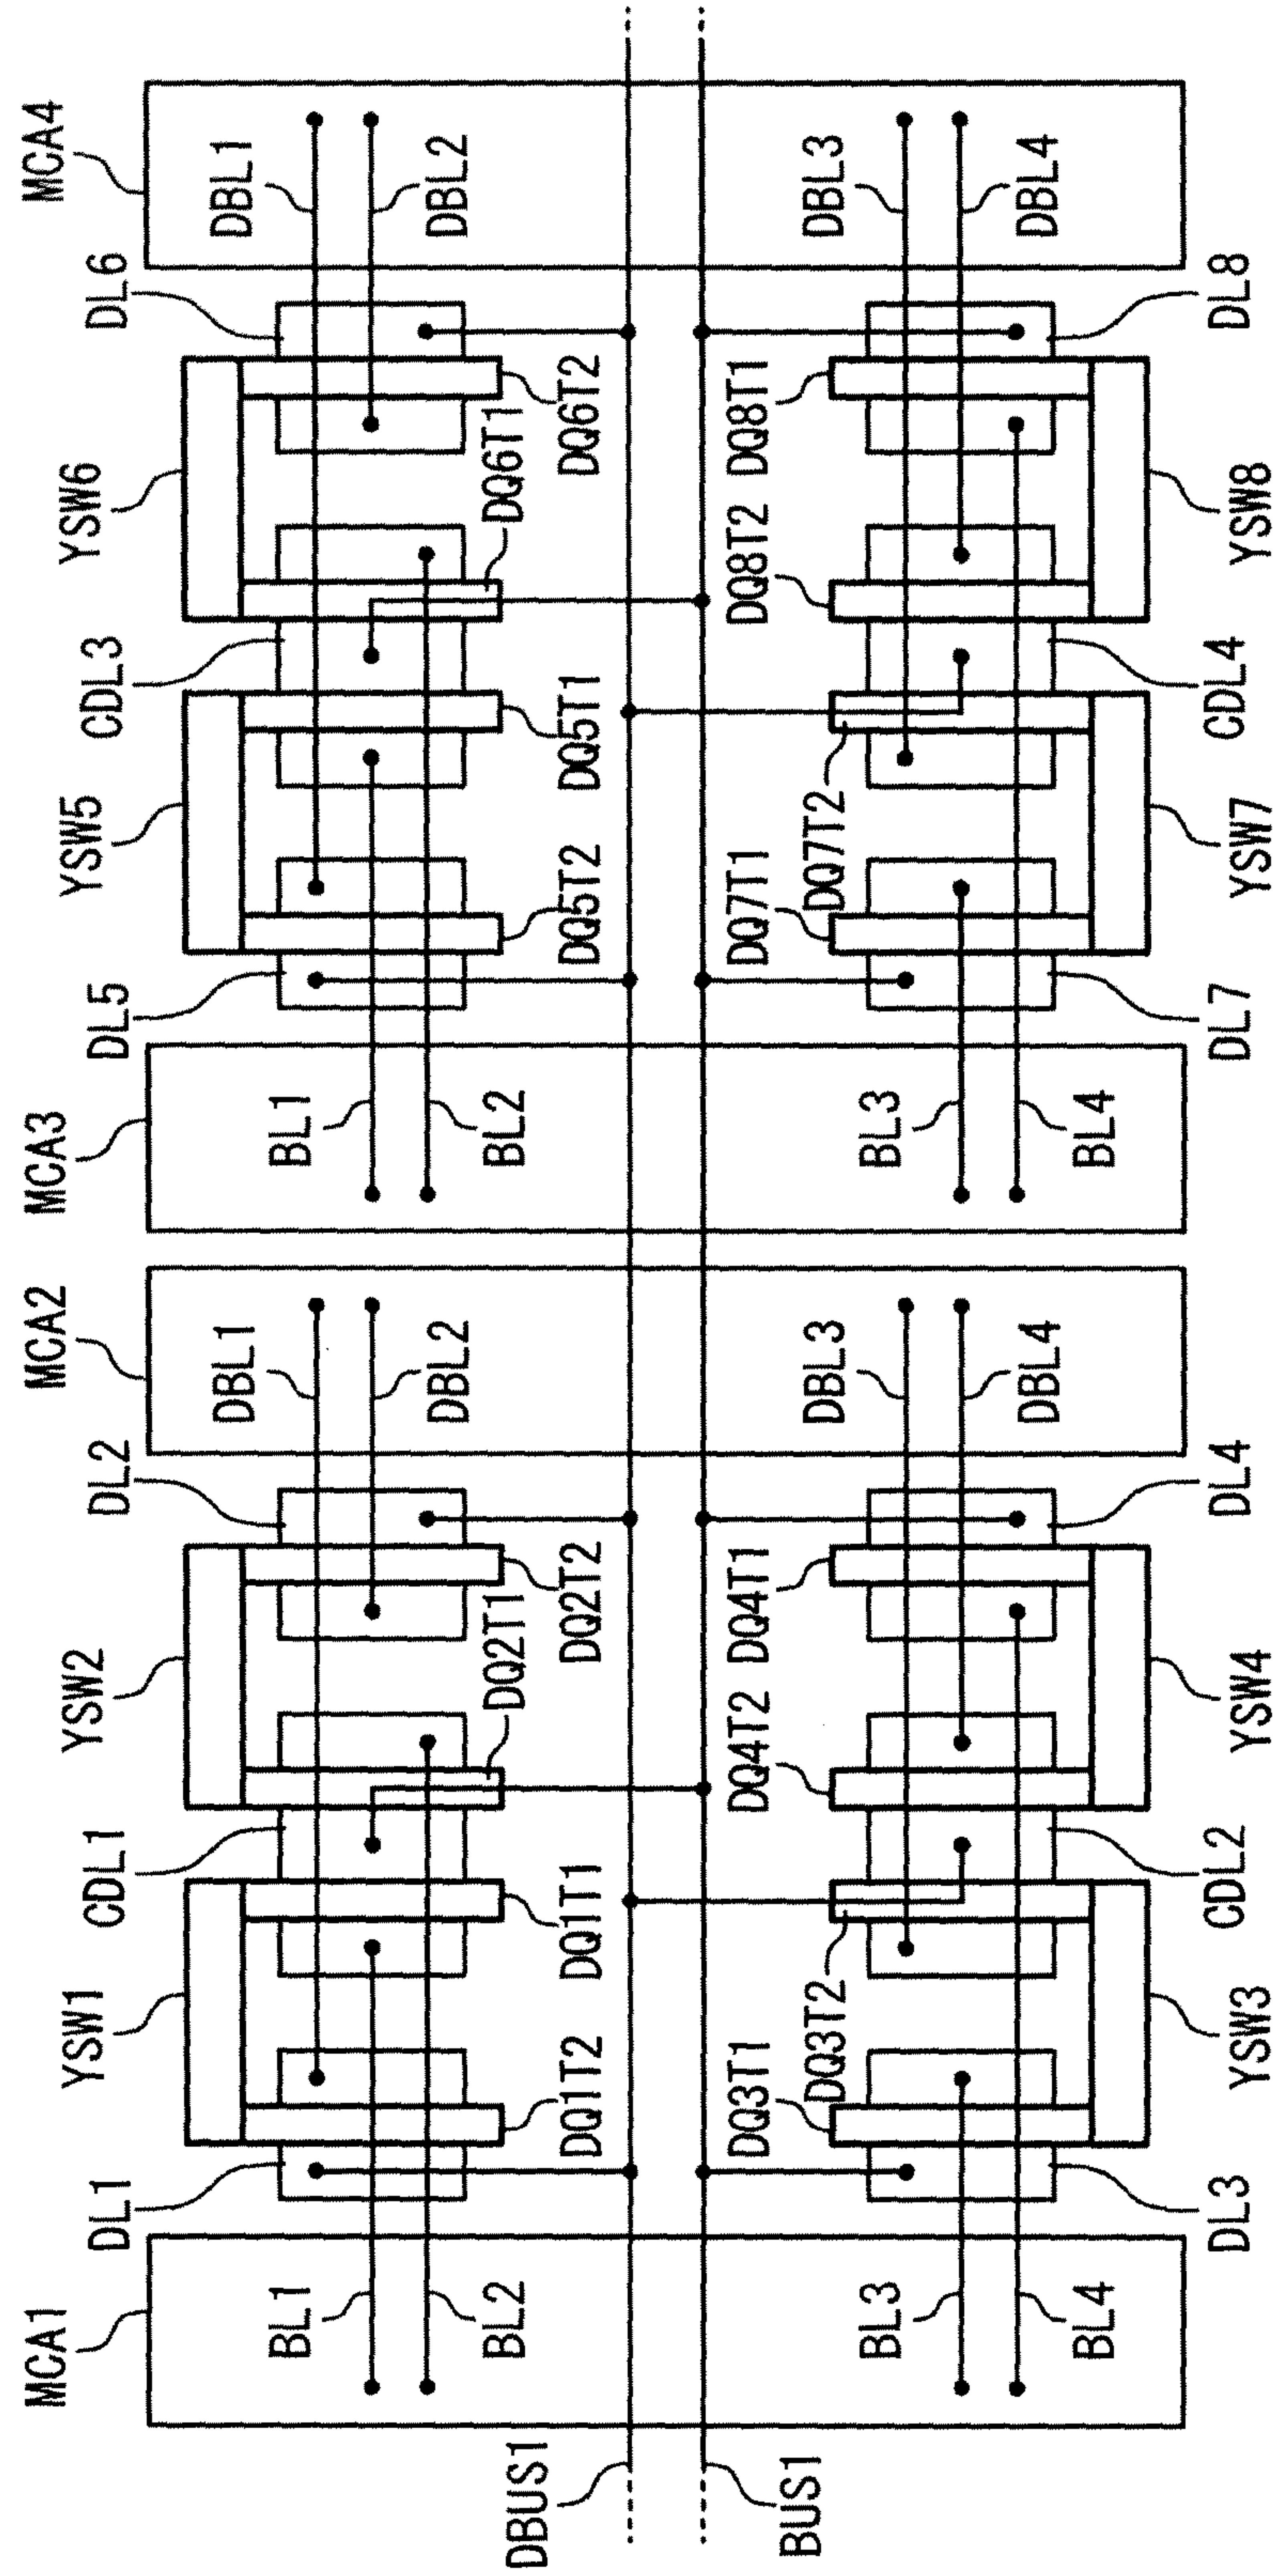 MCA1
MCA2
MCA3
MCA4
YSW1
YSW2
YSW5
YSW6
DL1
CDL1
DL2
DL5
CDL3
DL6
BL1
DBL1
BL1
DBL1
BL2
DBL2
BL2
DBL2
DQ2T1
DQ6T1
DQ1T2
DQ1T1
DQ2T2
DQ5T2
DQ5T1
DQ6T2
DBUS1
BUS1
DQ3T1
DQ4T2
DQ4T1
DQ7T1
DQ8T2
DQ8T1
DQ3T2
DQ7T2
BL3
DBL3
BL3
DBL3
BL4
DBL4
BL4
DBL4
DL3
CDL2
DL4
DL7
CDL4
DL8
YSW3
YSW4
YSW7
YSW8